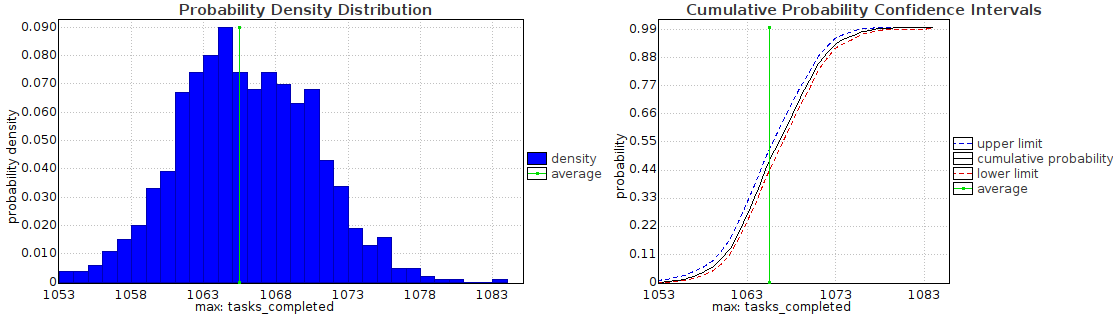 Probability Density Distribution
0.090
0.080
0.070
0.060
0.050
0.040
0.030
0.020
0.010
0
probability density
1053 1058 1063 1068 1073 1078 1083
max: tasks_completed
density
average
Cumulative Probability Confidence Intervals
0.99
0.88
0.77
0.66
0.55
0.44
0.33
0.22
0.11
0
probability
1053 1063 1073 1083
max: tasks_completed
upper limit
cumulative probability
lower limit
average